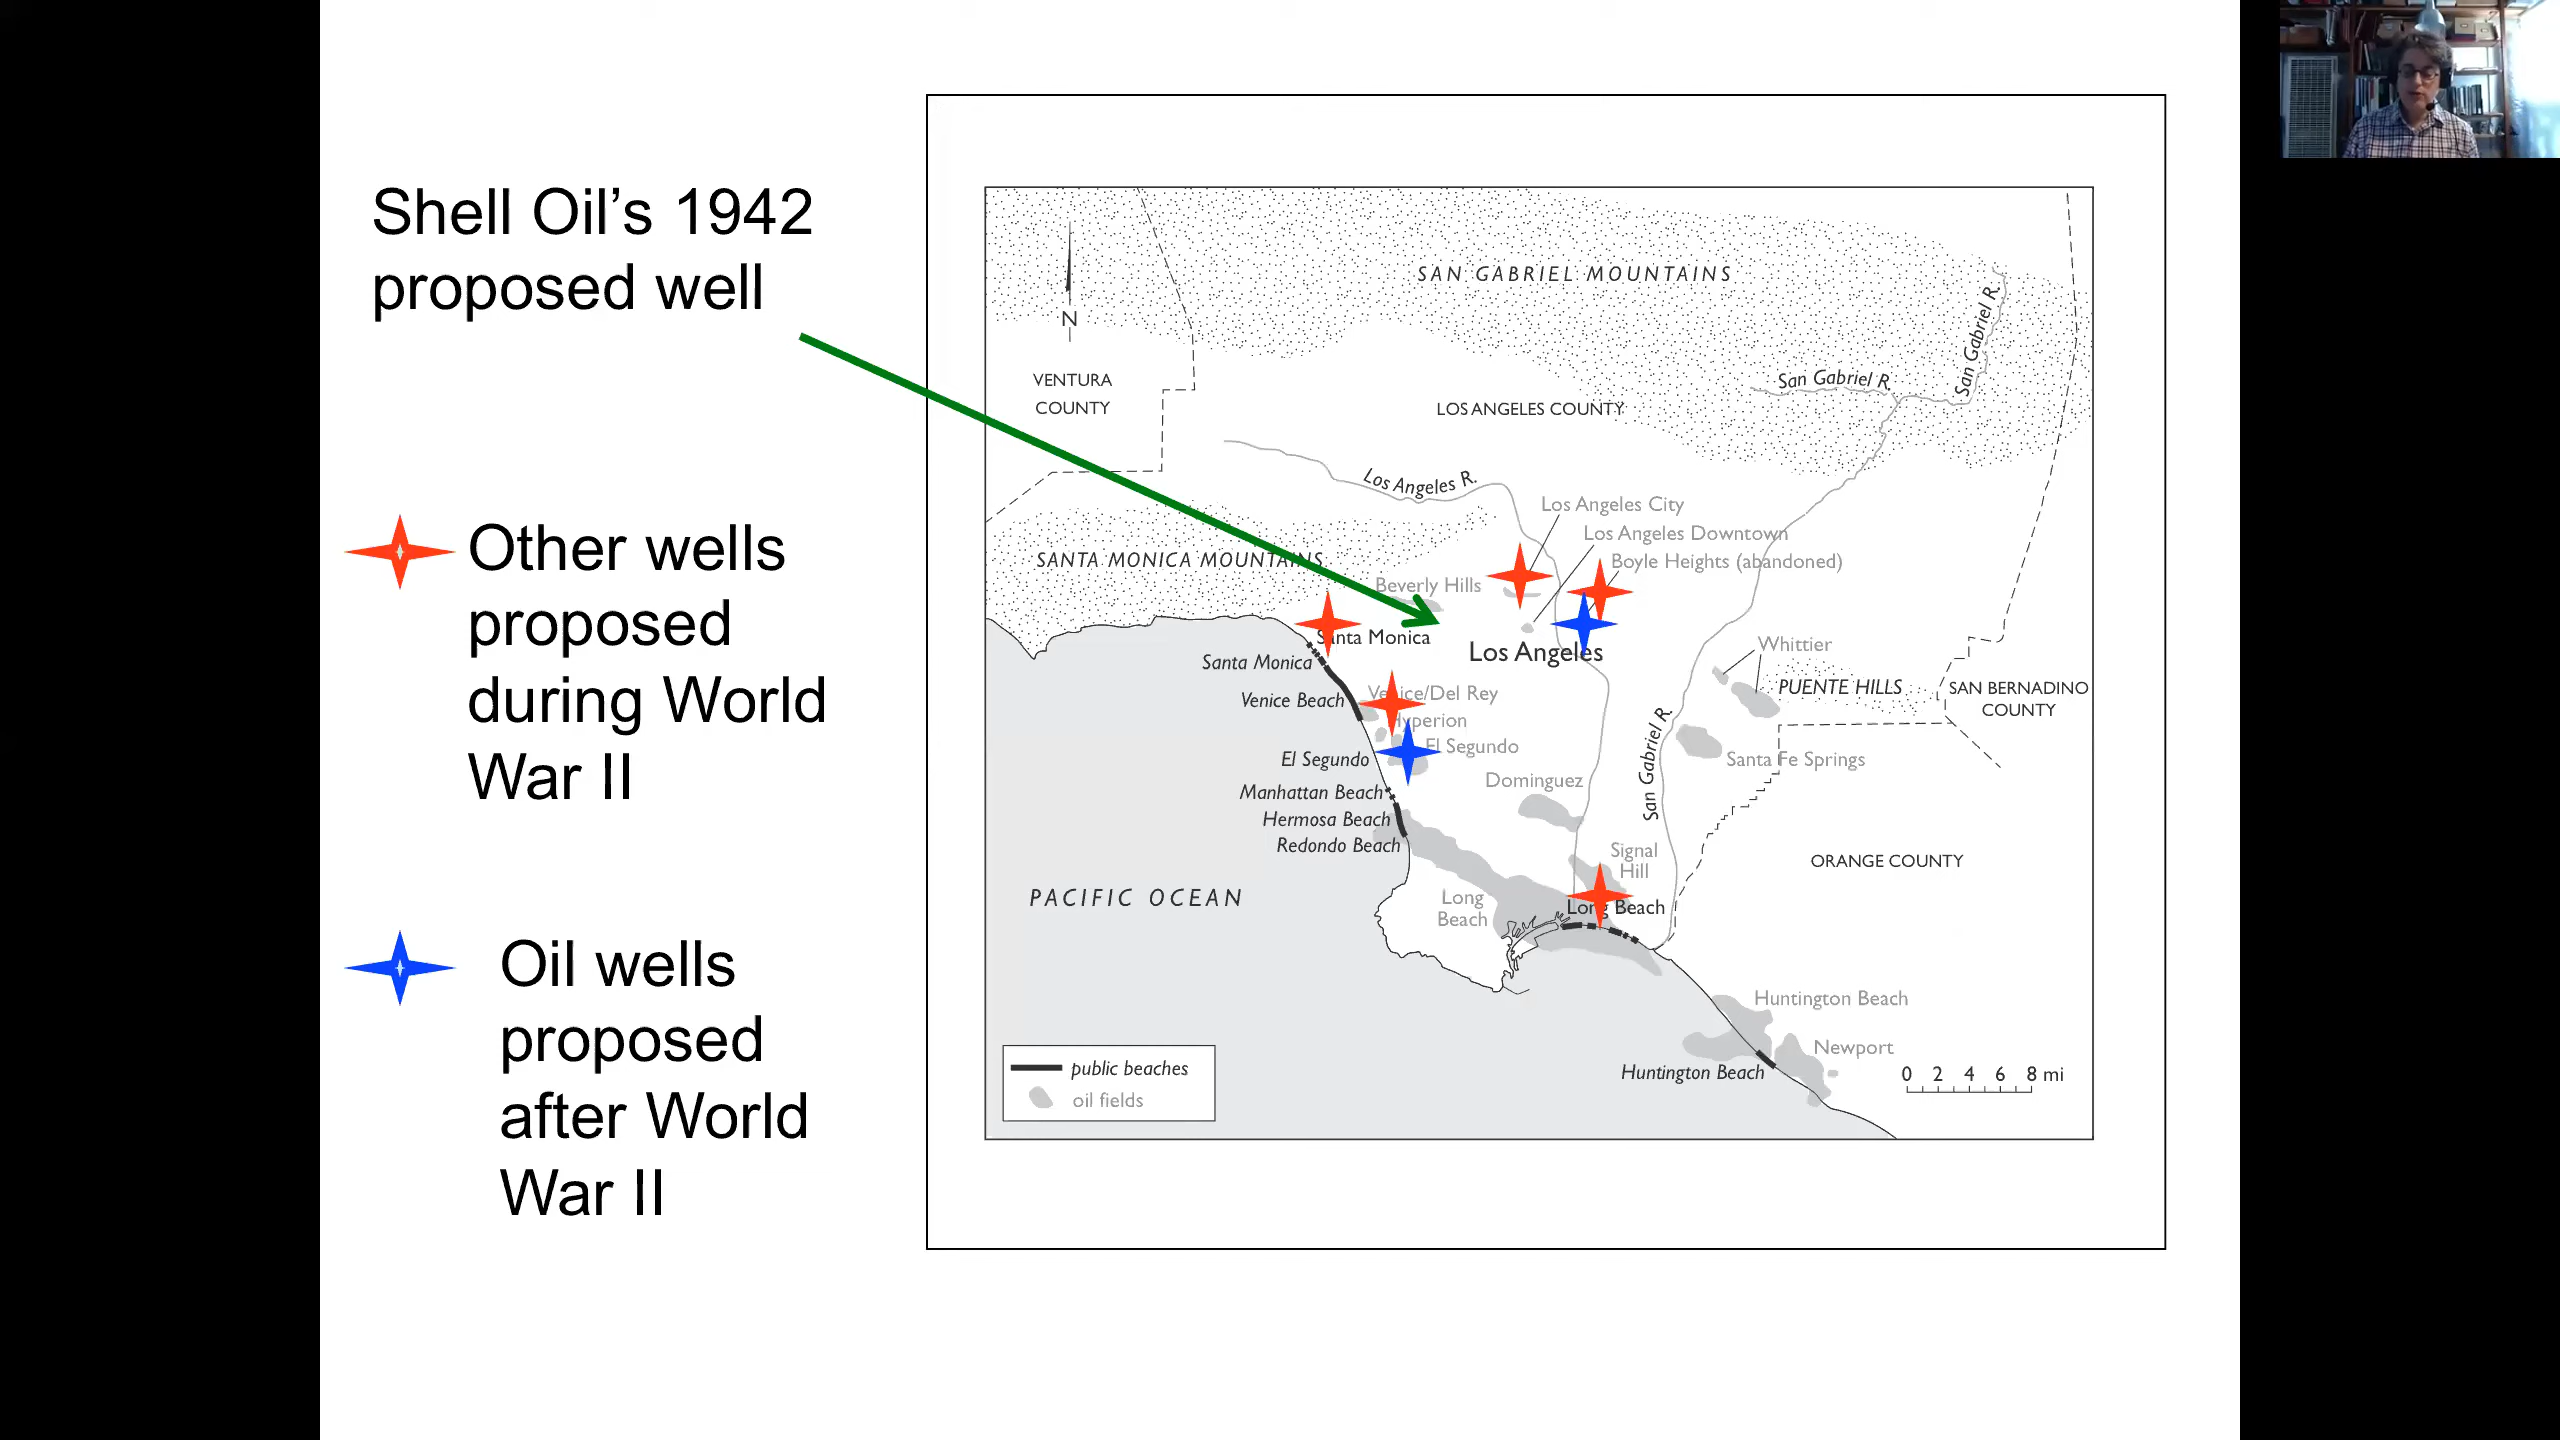 Shell Oil’s 1942
proposed well
Other wells
proposed
during World
War II
Oil wells
proposed
after World
War II
SAN GABRIEL MOUNTAINS
N
San Gabriel R.
San Gabriel R.
VENTURA
COUNTY
LOS ANGELES COUNTY
Los Angeles R.
Los Angeles City
Los Angeles Downtown
Boyle Heights (abandoned)
SANTA MONICA MOUNTAINS
Beverly Hills
Santa Monica
Los Angeles
Whittier
Santa Monica
Venice Beach
Venice/Del Rey
Hyperion
PUENTE HILLS
SAN BERNADINO
COUNTY
El Segundo
El Segundo
San Gabriel R.
Santa Fe Springs
Dominguez
Manhattan Beach
Hermosa Beach
Redondo Beach
Signal
Hill
ORANGE COUNTY
PACIFIC OCEAN
Long
Beach
Long Beach
Huntington Beach
Newport
Huntington Beach
0 2 4 6 8 mi
public beaches
oil fields